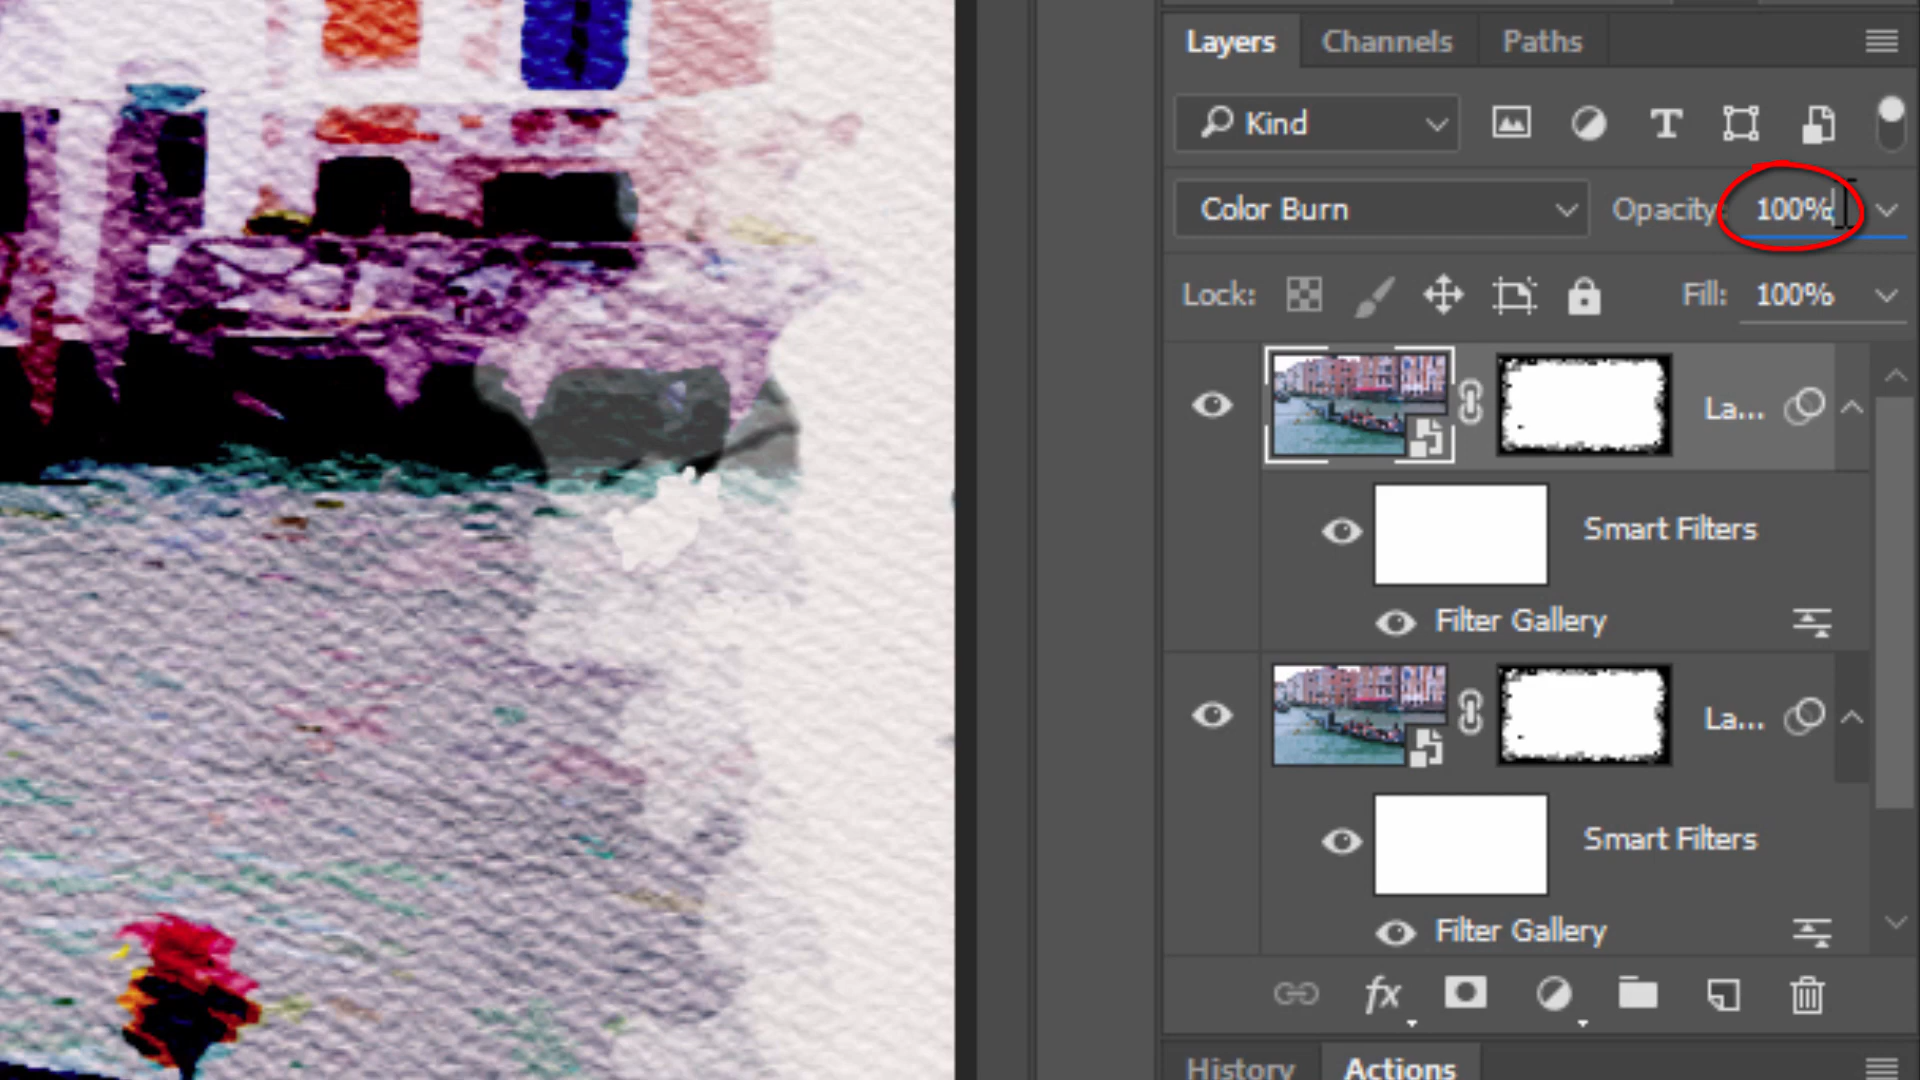 Layers Channels Paths
Kind T
Color Burn Opacity: 100%
Lock: Fill: 100%
La...
Smart Filters
Filter Gallery
La...
Smart Filters
Filter Gallery
fx
History Actions